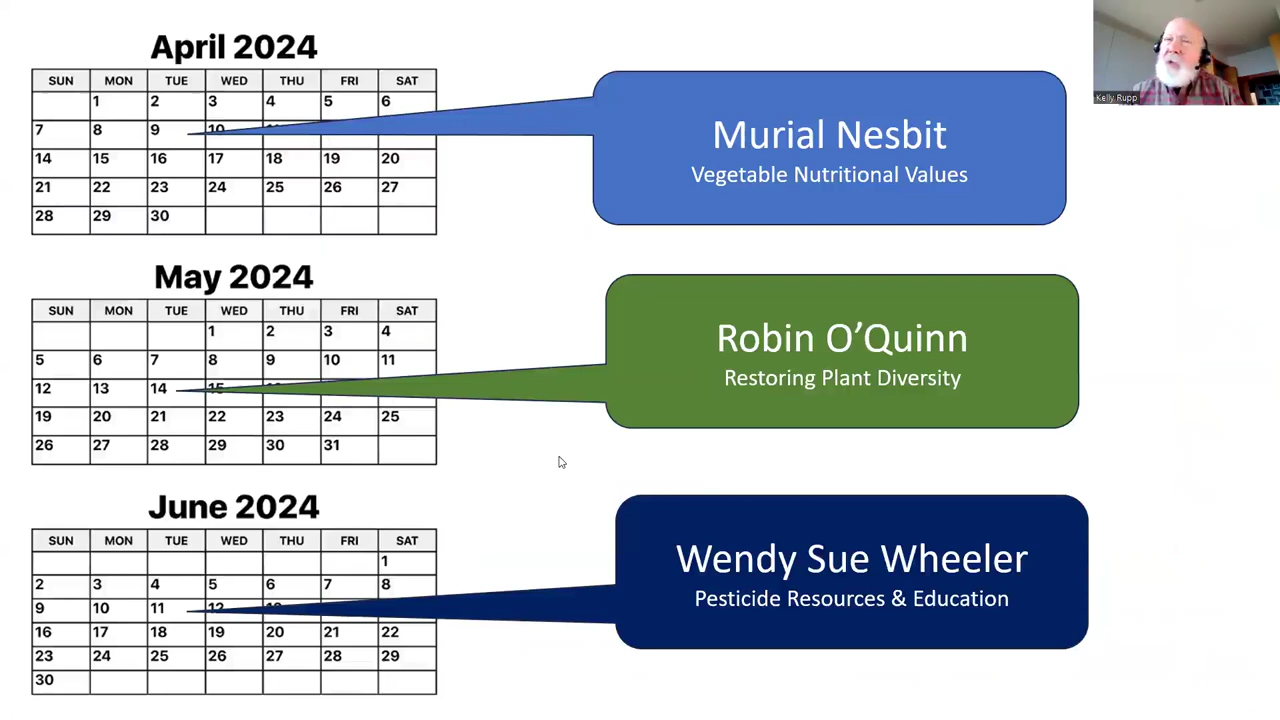 April 2024
SUN MON TUE WED THU FRI SAT
1 2 3 4 5 6
7 8 9 10
14 15 16 17 18 19 20
21 22 23 24 25 26 27
28 29 30
Murial Nesbit
Vegetable Nutritional Values
May 2024
SUN MON TUE WED THU FRI SAT
1 2 3 4
5 6 7 8 9 10 11
12 13 14 15
19 20 21 22 23 24 25
26 27 28 29 30 31
Robin O’Quinn
Restoring Plant Diversity
June 2024
SUN MON TUE WED THU FRI SAT
1
2 3 4 5 6 7 8
9 10 11 12
16 17 18 19 20 21 22
23 24 25 26 27 28 29
30
Wendy Sue Wheeler
Pesticide Resources & Education
Kelly Rupp